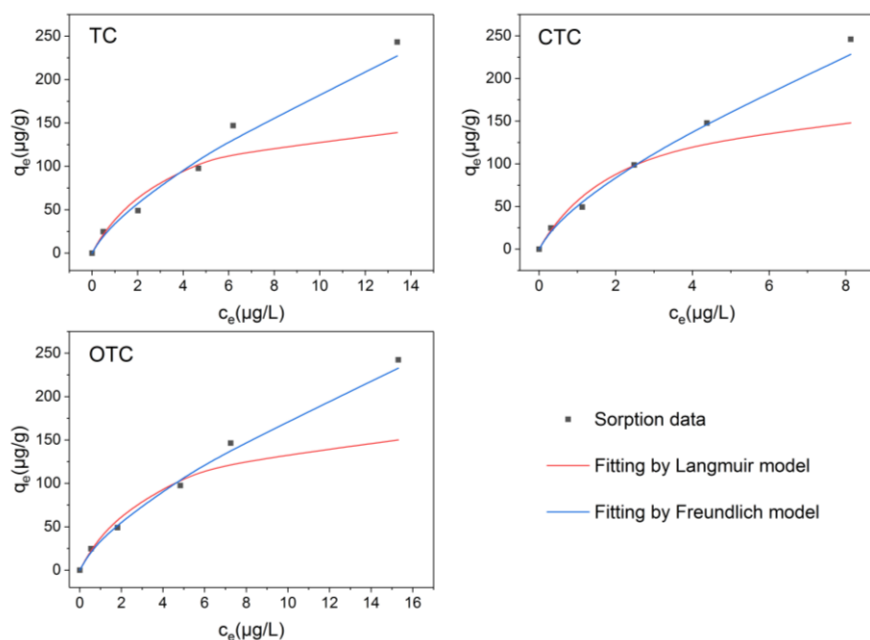 TC
250
200
150
100
50
0
qₑ(µg/g)
0 2 4 6 8 10 12 14
cₑ(µg/L)
CTC
250
200
150
100
50
0
qₑ(µg/g)
0 2 4 6 8
cₑ(µg/L)
OTC
250
200
150
100
50
0
qₑ(µg/g)
0 2 4 6 8 10 12 14 16
cₑ(µg/L)
Sorption data
Fitting by Langmuir model
Fitting by Freundlich model